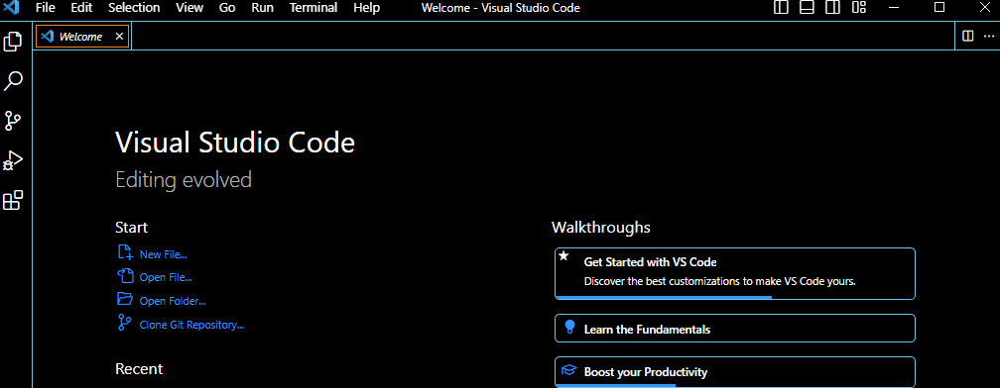 File Edit Selection View Go Run Terminal Help Welcome - Visual Studio Code
Welcome
Visual Studio Code
Editing evolved
Start
New File...
Open File...
Open Folder...
Clone Git Repository...
Recent
Walkthroughs
Get Started with VS Code
Discover the best customizations to make VS Code yours.
Learn the Fundamentals
Boost your Productivity